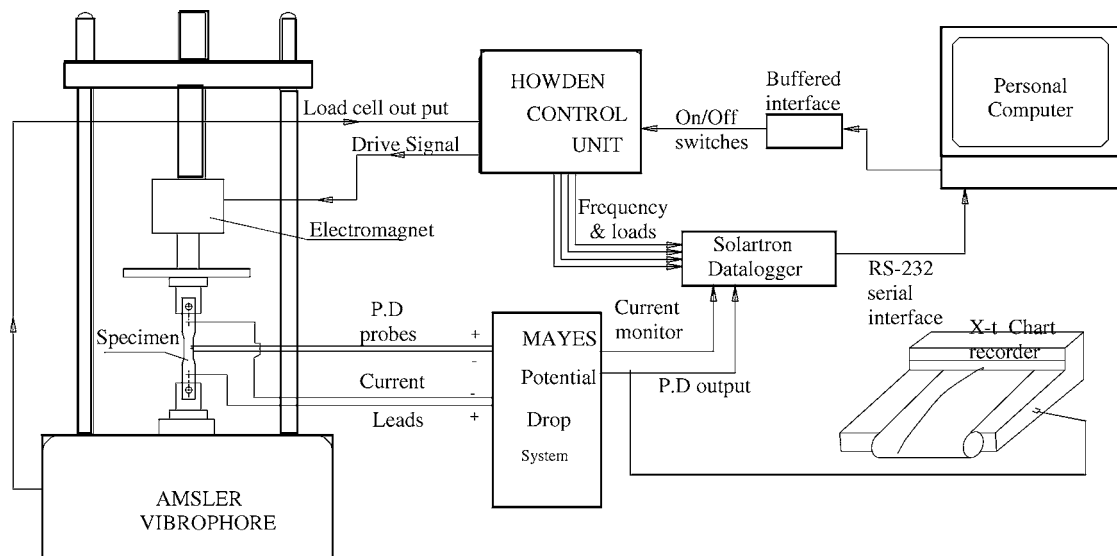 HOWDEN
CONTROL
UNIT
Load cell out put
Drive Signal
Electromagnet
On/Off
switches
Buffered
interface
Personal
Computer
Frequency
& loads
Solartron
Datalogger
RS-232
serial
interface
X-t Chart
recorder
Current
monitor
P.D output
P.D
probes
+
-
Current
Leads
-
+
MAYES
Potential
Drop
System
Specimen
AMSLER
VIBROPHORE